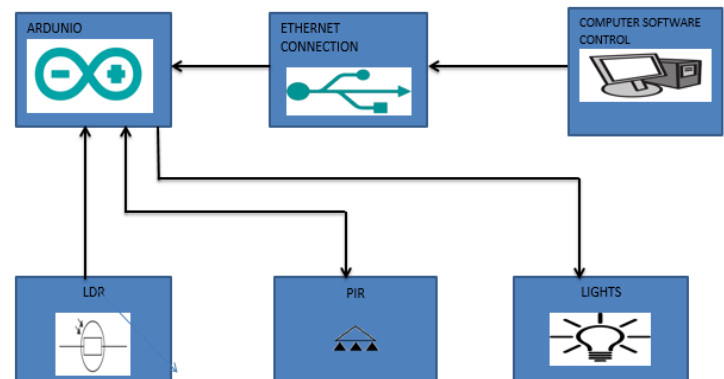 ARDUNIO
ETHERNET
CONNECTION
COMPUTER SOFTWARE
CONTROL
LDR
PIR
LIGHTS